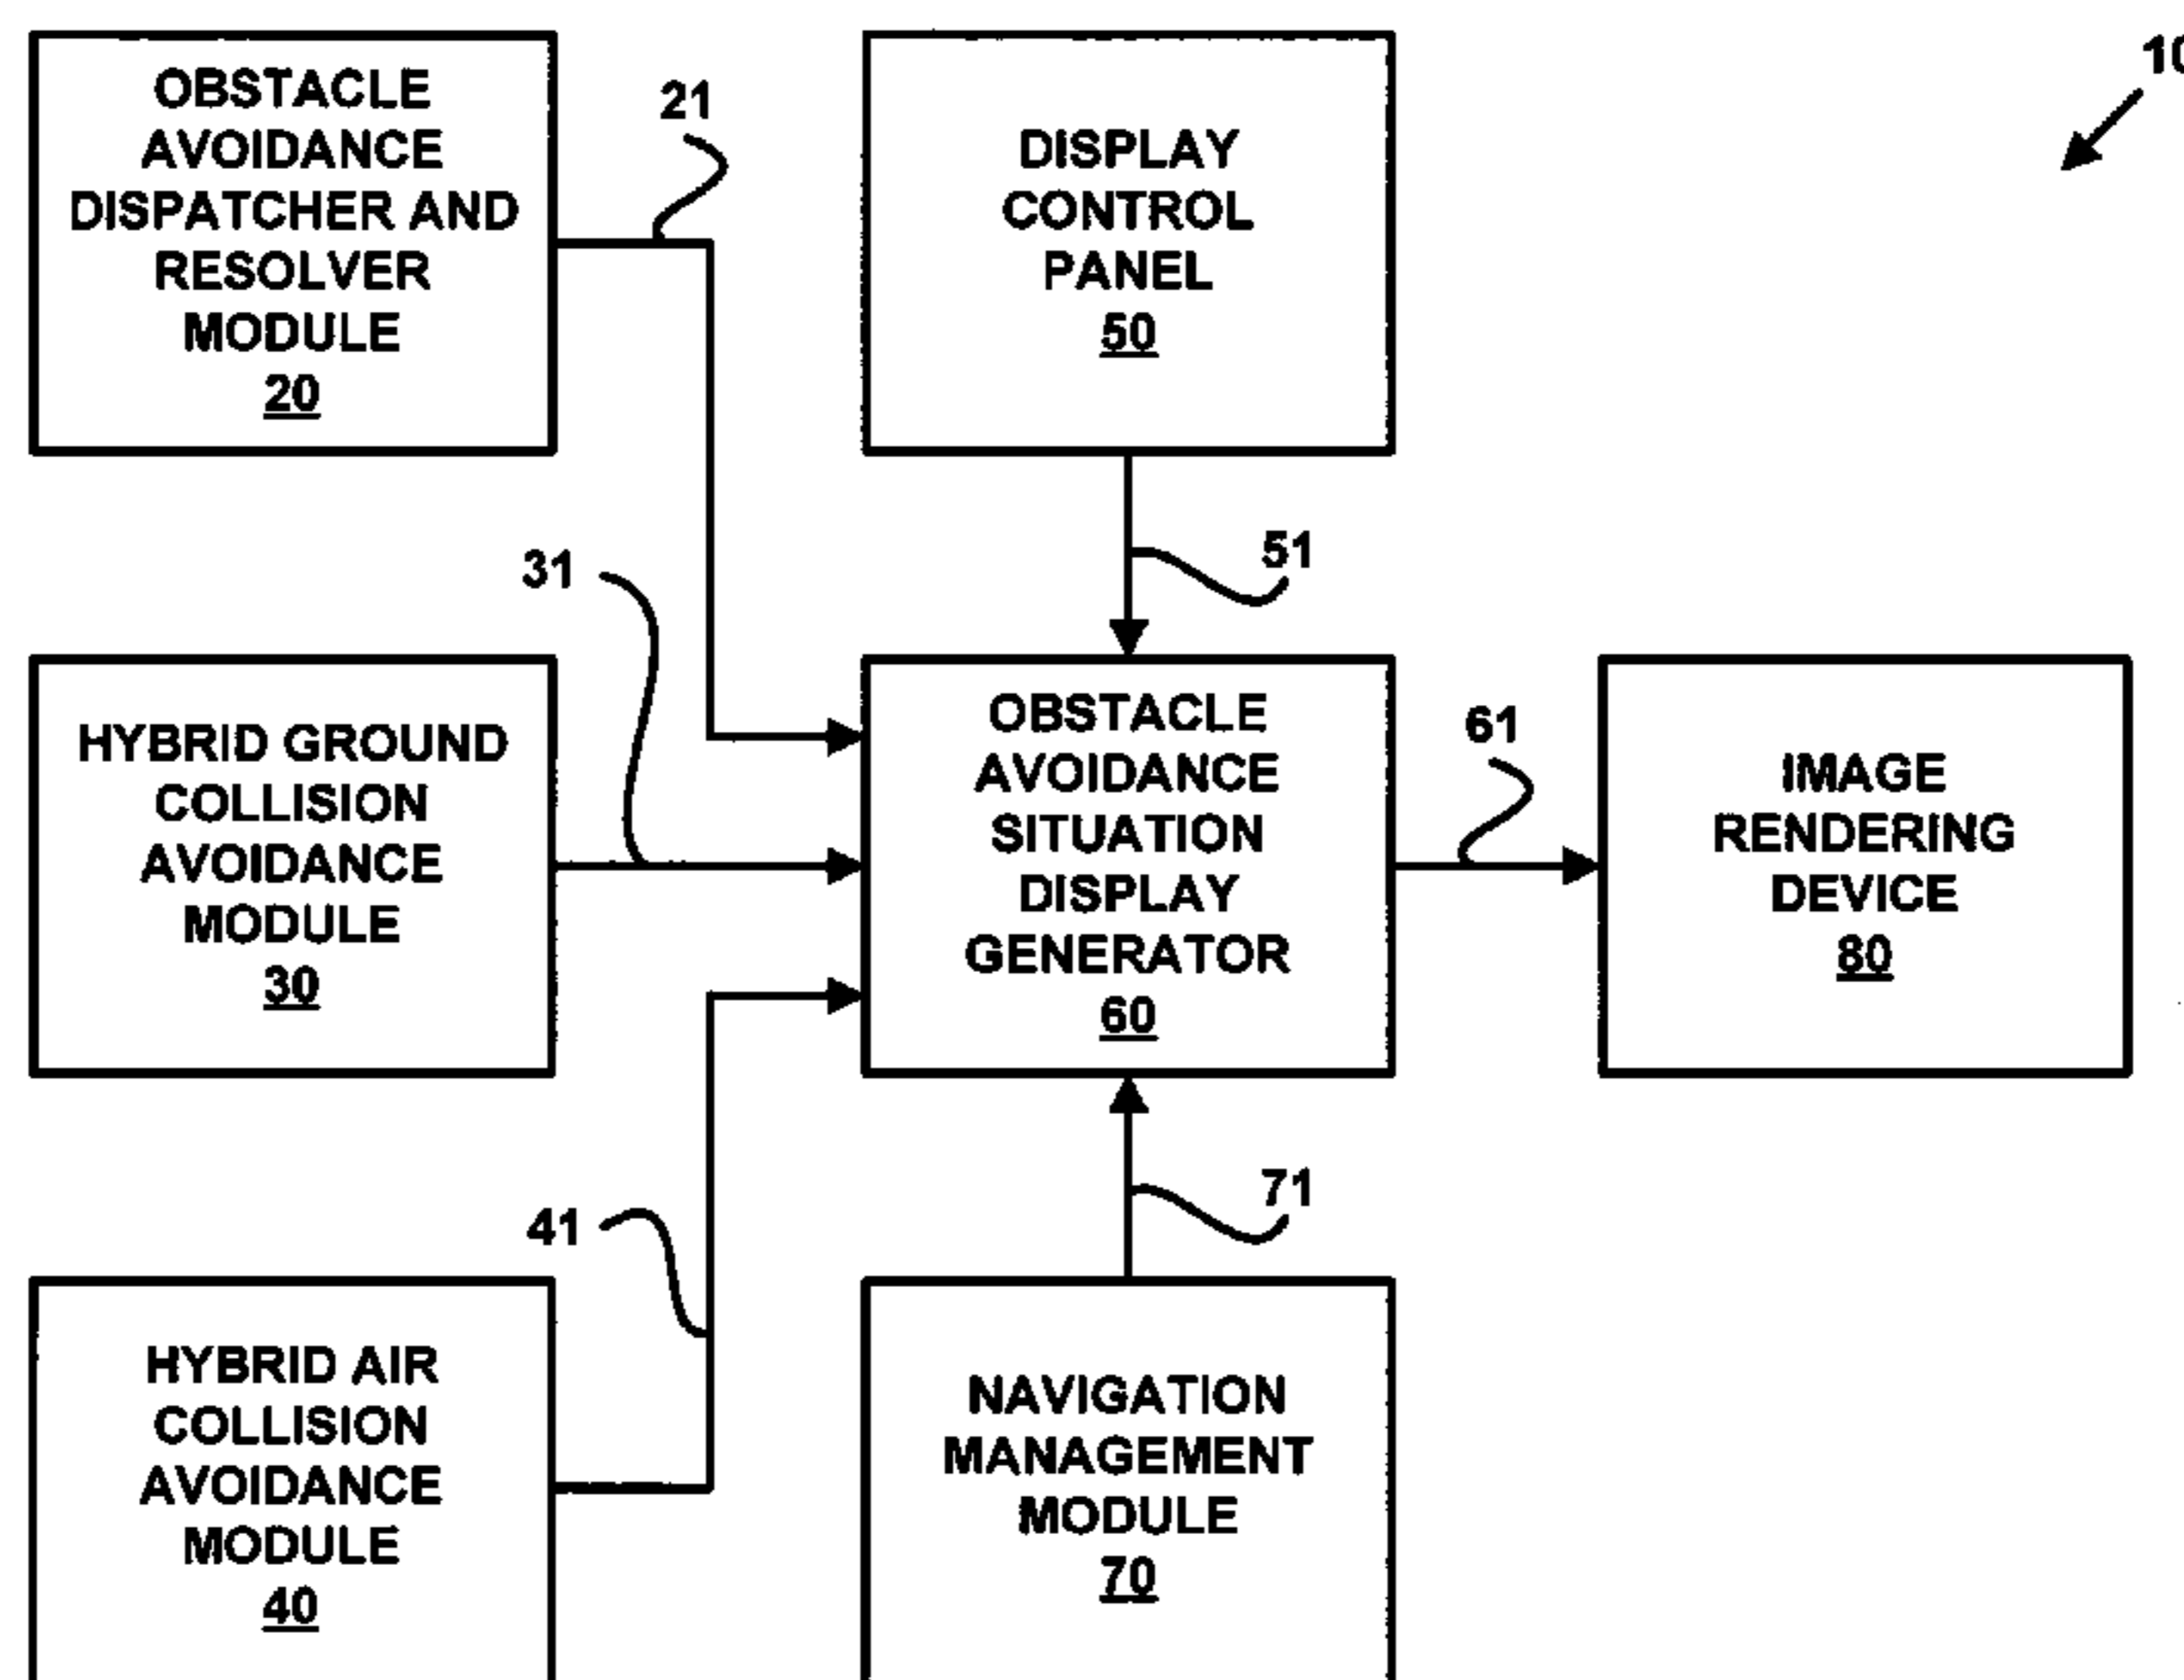 OBSTACLE
AVOIDANCE
DISPATCHER AND
RESOLVER
MODULE
20
21
DISPLAY
CONTROL
PANEL
50
10
31
51
HYBRID GROUND
COLLISION
AVOIDANCE
MODULE
30
OBSTACLE
AVOIDANCE
SITUATION
DISPLAY
GENERATOR
60
61
IMAGE
RENDERING
DEVICE
80
41
71
HYBRID AIR
COLLISION
AVOIDANCE
MODULE
40
NAVIGATION
MANAGEMENT
MODULE
70